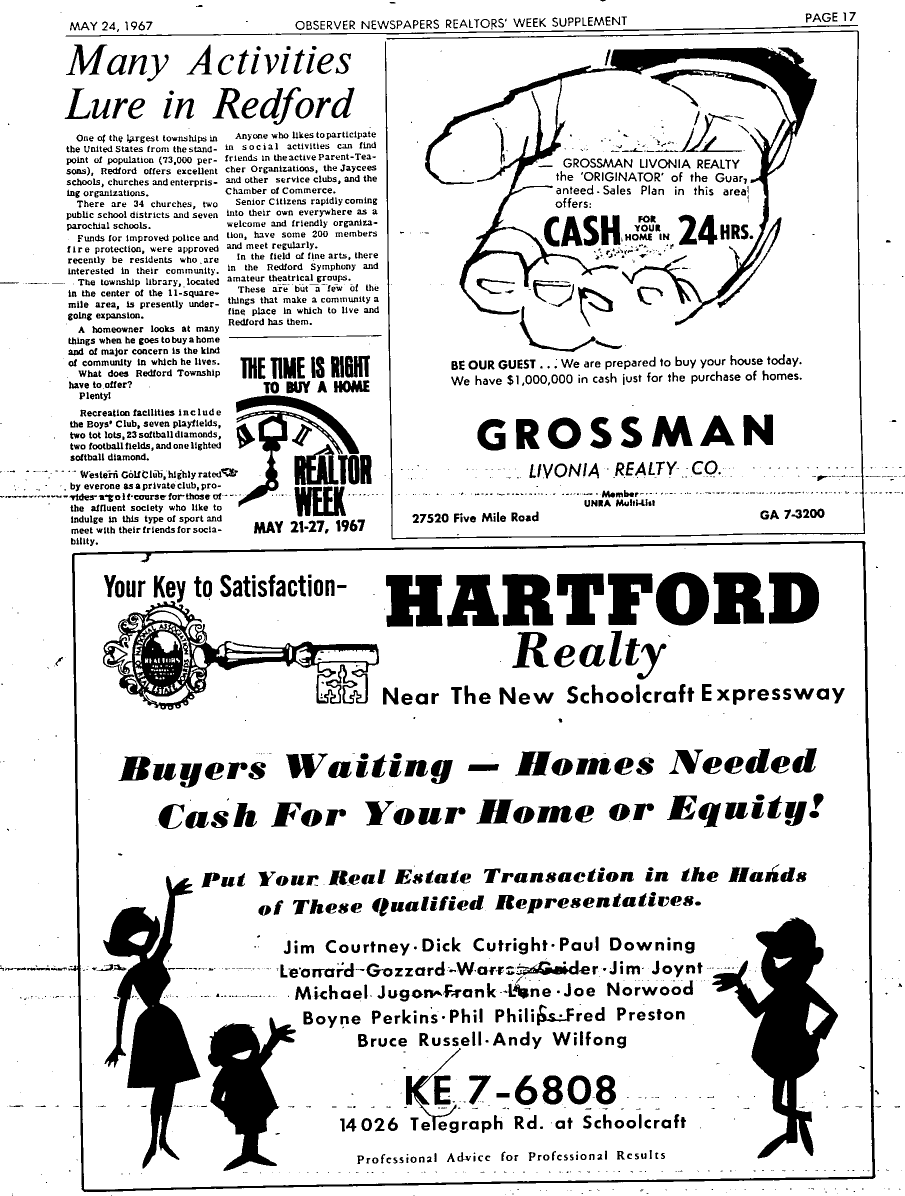 MAY 24, 1967
OBSERVER NEWSPAPERS REALTORS' WEEK SUPPLEMENT
PAGE 17
Many Activities
Lure in Redford
One of the largest townships in
the United States from the stand-
point of population (73,000 per-
sons), Redford offers excellent
schools, churches and enterpris-
ing organizations.
There are 34 churches, two
public school districts and seven
parochial schools.
Funds for improved police and
fire protection, were approved
recently be residents who are
interested in their community.
The township library, located
in the center of the 11-square-
mile area, is presently under-
going expansion.
A homeowner looks at many
things when he goes to buy a home
and of major concern is the kind
of community in which he lives.
What does Redford Township
have to offer?
Plenty!
Recreation facilities include
the Boys' Club, seven playfields,
two tot lots, 23 softball diamonds,
two football fields, and one lighted
softball diamond.
Western Golf Club, highly rated
by everone as a private club, pro-
vides a golf course for those of
the affluent society who like to
indulge in this type of sport and
meet with their friends for socia-
bility.
Anyone who likes to participate
in social activities can find
friends in the active Parent-Tea-
cher Organizations, the Jaycees
and other service clubs, and the
Chamber of Commerce.
Senior Citizens rapidly coming
into their own everywhere as a
welcome and friendly organiza-
tion, have some 200 members
and meet regularly.
In the field of fine arts, there
in the Redford Symphony and
amateur theatrical groups.
These are but a few of the
things that make a community a
fine place in which to live and
Redford has them.
THE TIME IS RIGHT
TO BUY A HOME
REALTOR
WEEK
MAY 21-27, 1967
GROSSMAN LIVONIA REALTY
the 'ORIGINATOR' of the Guar-
anteed Sales Plan in this area
offers:
CASH FOR YOUR HOME IN 24 HRS.
BE OUR GUEST . . . We are prepared to buy your house today.
We have $1,000,000 in cash just for the purchase of homes.
GROSSMAN
LIVONIA REALTY CO.
Member
UNRA Multi-List
27520 Five Mile Road
GA 7-3200
Your Key to Satisfaction-
NATIONAL ASSOCIATION OF REAL ESTATE BOARDS
REALTORS
HARTFORD
Realty
Near The New Schoolcraft Expressway
Buyers Waiting — Homes Needed
Cash For Your Home or Equity!
Put Your Real Estate Transaction in the Hands
of These Qualified Representatives.
Jim Courtney · Dick Cutright · Paul Downing
Leonard Gozzard · Jim Joynt
Michael Jugon · Frank Lane · Joe Norwood
Boyne Perkins · Phil Philips · Fred Preston
Bruce Russell · Andy Wilfong
KE 7-6808
14026 Telegraph Rd. at Schoolcraft
Professional Advice for Professional Results